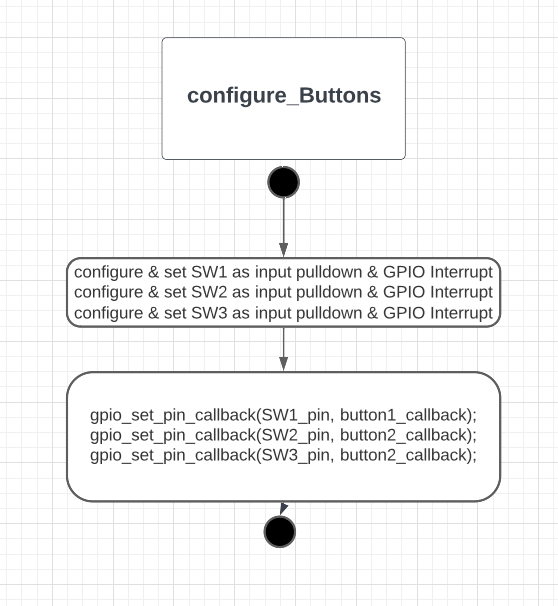 configure_Buttons
configure & set SW1 as input pulldown & GPIO Interrupt
configure & set SW2 as input pulldown & GPIO Interrupt
configure & set SW3 as input pulldown & GPIO Interrupt
gpio_set_pin_callback(SW1_pin, button1_callback);
gpio_set_pin_callback(SW2_pin, button2_callback);
gpio_set_pin_callback(SW3_pin, button2_callback);